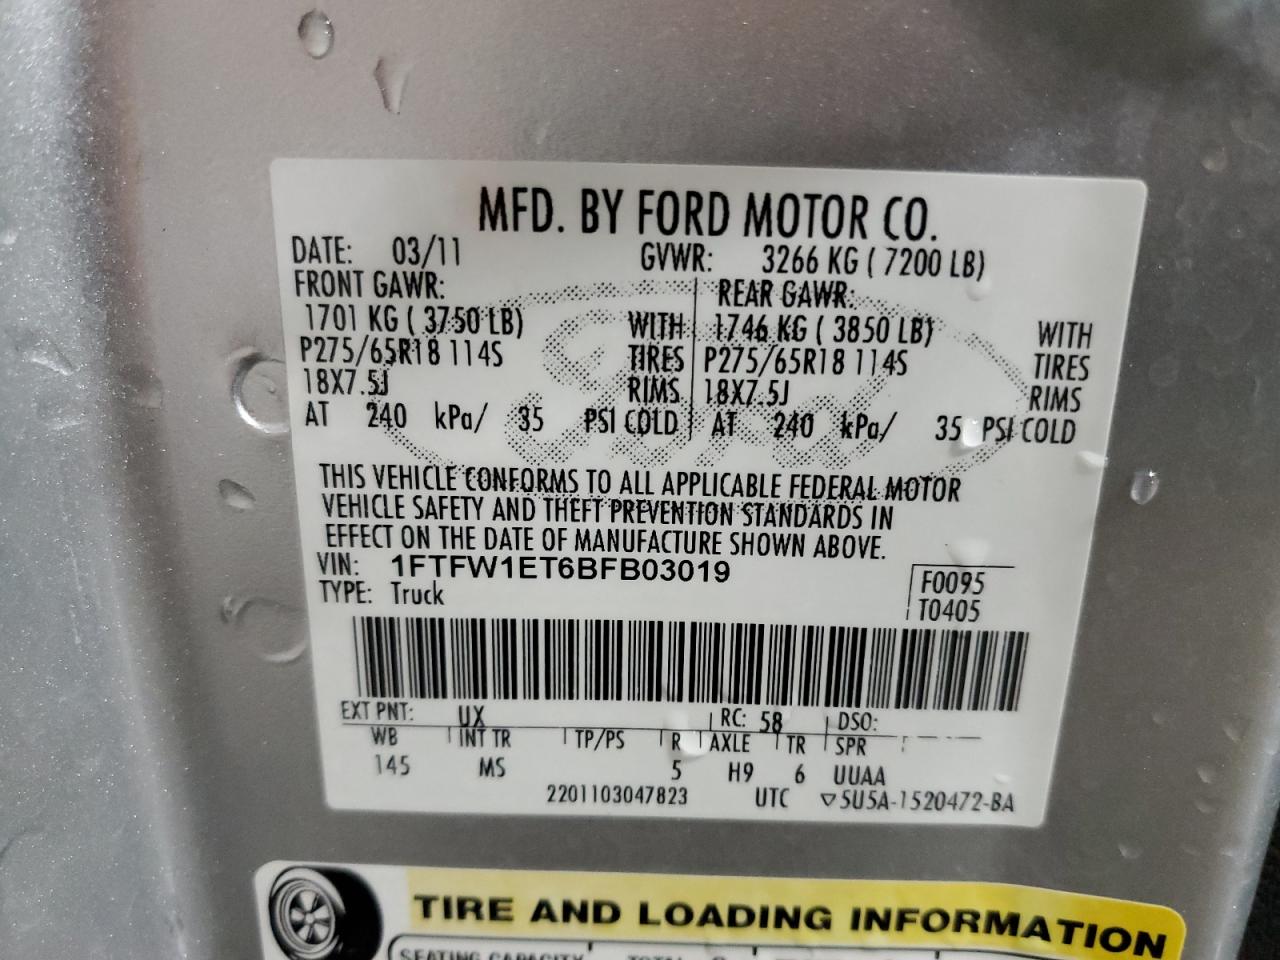 MFD. BY FORD MOTOR CO.
DATE: 03/11 GVWR: 3266 KG ( 7200 LB)
FRONT GAWR: REAR GAWR:
1701 KG ( 3750 LB) WITH 1746 KG ( 3850 LB) WITH
P275/65R18 114S TIRES P275/65R18 114S TIRES
18X7.5J RIMS 18X7.5J RIMS
AT 240 kPa/ 35 PSI COLD AT 240 kPa/ 35 PSI COLD
THIS VEHICLE CONFORMS TO ALL APPLICABLE FEDERAL MOTOR
VEHICLE SAFETY AND THEFT PREVENTION STANDARDS IN
EFFECT ON THE DATE OF MANUFACTURE SHOWN ABOVE.
VIN: 1FTFW1ET6BFB03019
TYPE: Truck
F0095
T0405
EXT PNT: UX RC: 58 DSO:
WB INT TR TP/PS R AXLE TR SPR
145 MS 5 H9 6 UUAA
2201103047823 UTC ▽5U5A-1520472-BA
TIRE AND LOADING INFORMATION
SEATING CAPACITY TOTAL